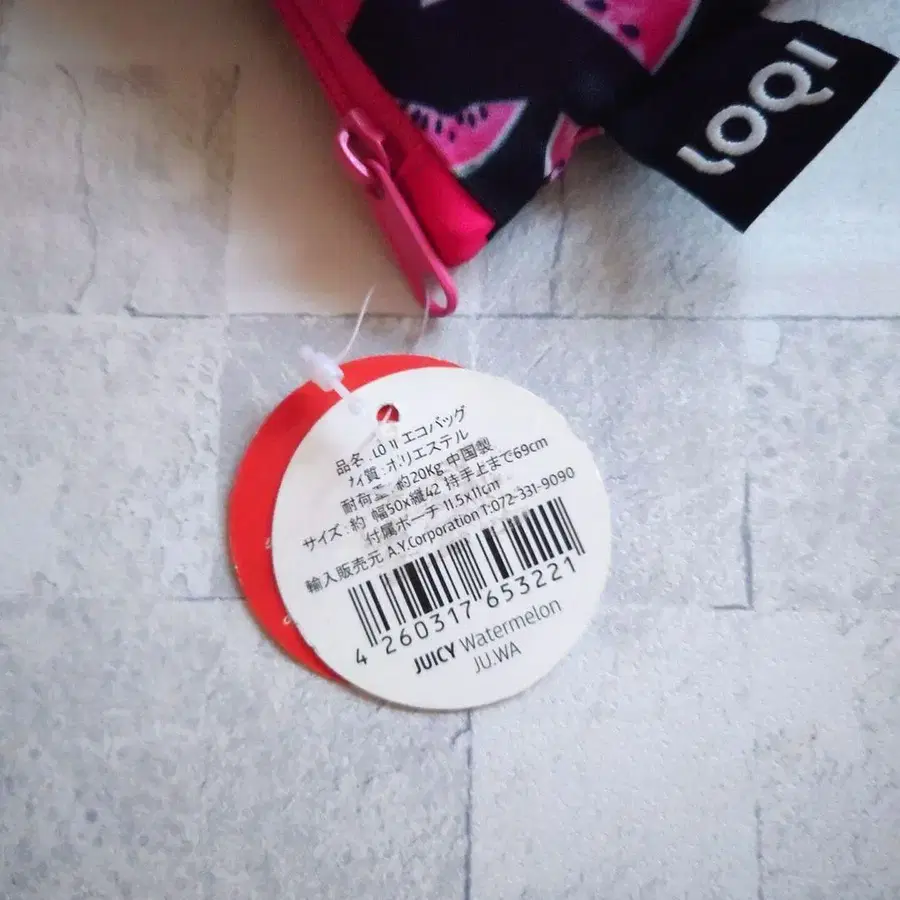 LOQI
品名:LOQI エコバッグ
材質:ポリエステル
耐荷重:約20Kg 中国製
サイズ:約 幅50x縦42 持手上まで69cm
付属ポーチ 11.5x11cm
輸入販売元 A.Y.Corporation T:072-331-9090
4 260317 653221
JUICY Watermelon
JU.WA